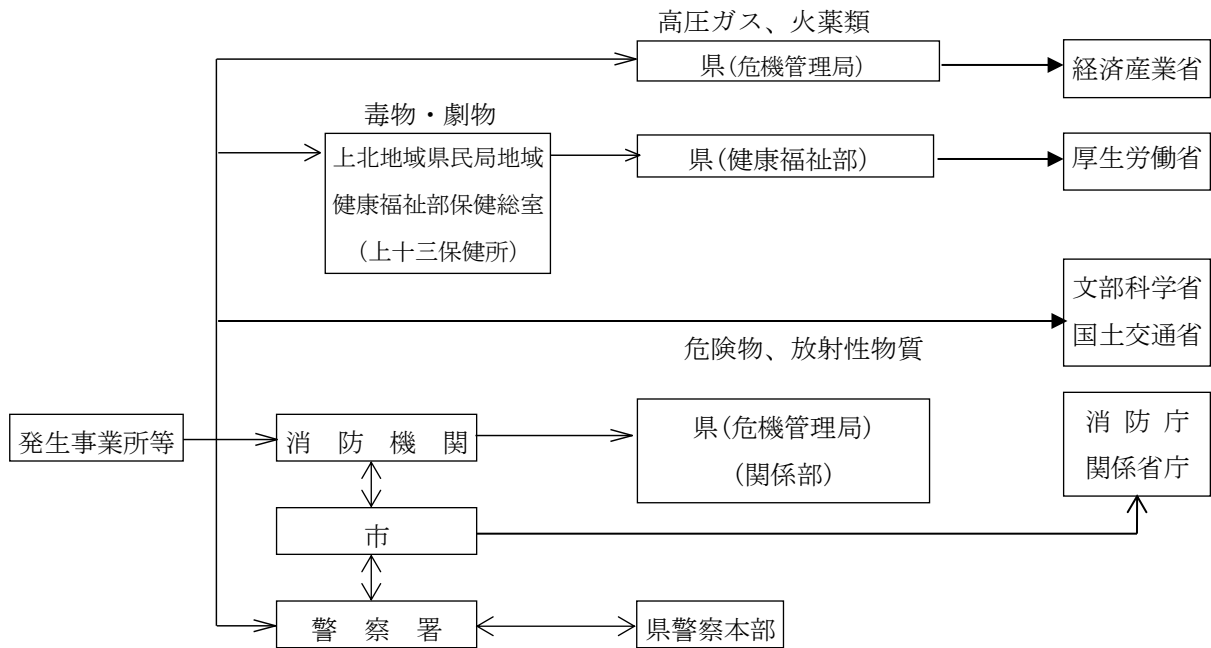 高圧ガス、火薬類
県(危機管理局)
経済産業省
毒物・劇物
上北地域県民局地域
健康福祉部保健総室
(上十三保健所)
県(健康福祉部)
厚生労働省
文部科学省
国土交通省
危険物、放射性物質
発生事業所等
消 防 機 関
県(危機管理局)
(関係部)
消 防 庁
関係省庁
市
警 察 署
県警察本部